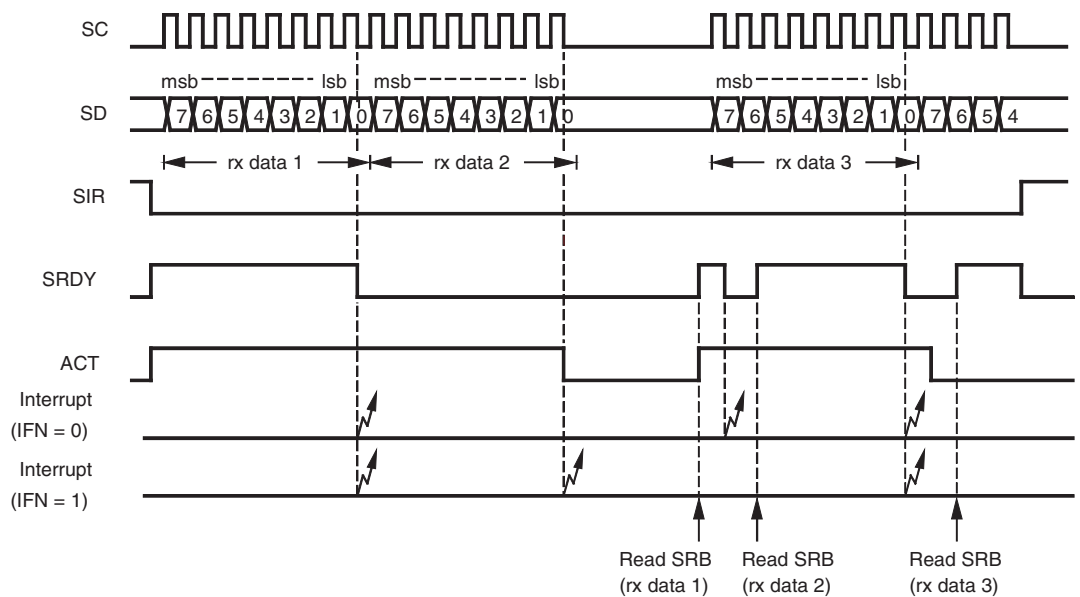 SC
msb lsb msb lsb msb lsb
SD 7 6 5 4 3 2 1 0 7 6 5 4 3 2 1 0 7 6 5 4 3 2 1 0 7 6 5 4
rx data 1 rx data 2 rx data 3
SIR
SRDY
ACT
Interrupt
(IFN = 0)
Interrupt
(IFN = 1)
Read SRB Read SRB Read SRB
(rx data 1) (rx data 2) (rx data 3)